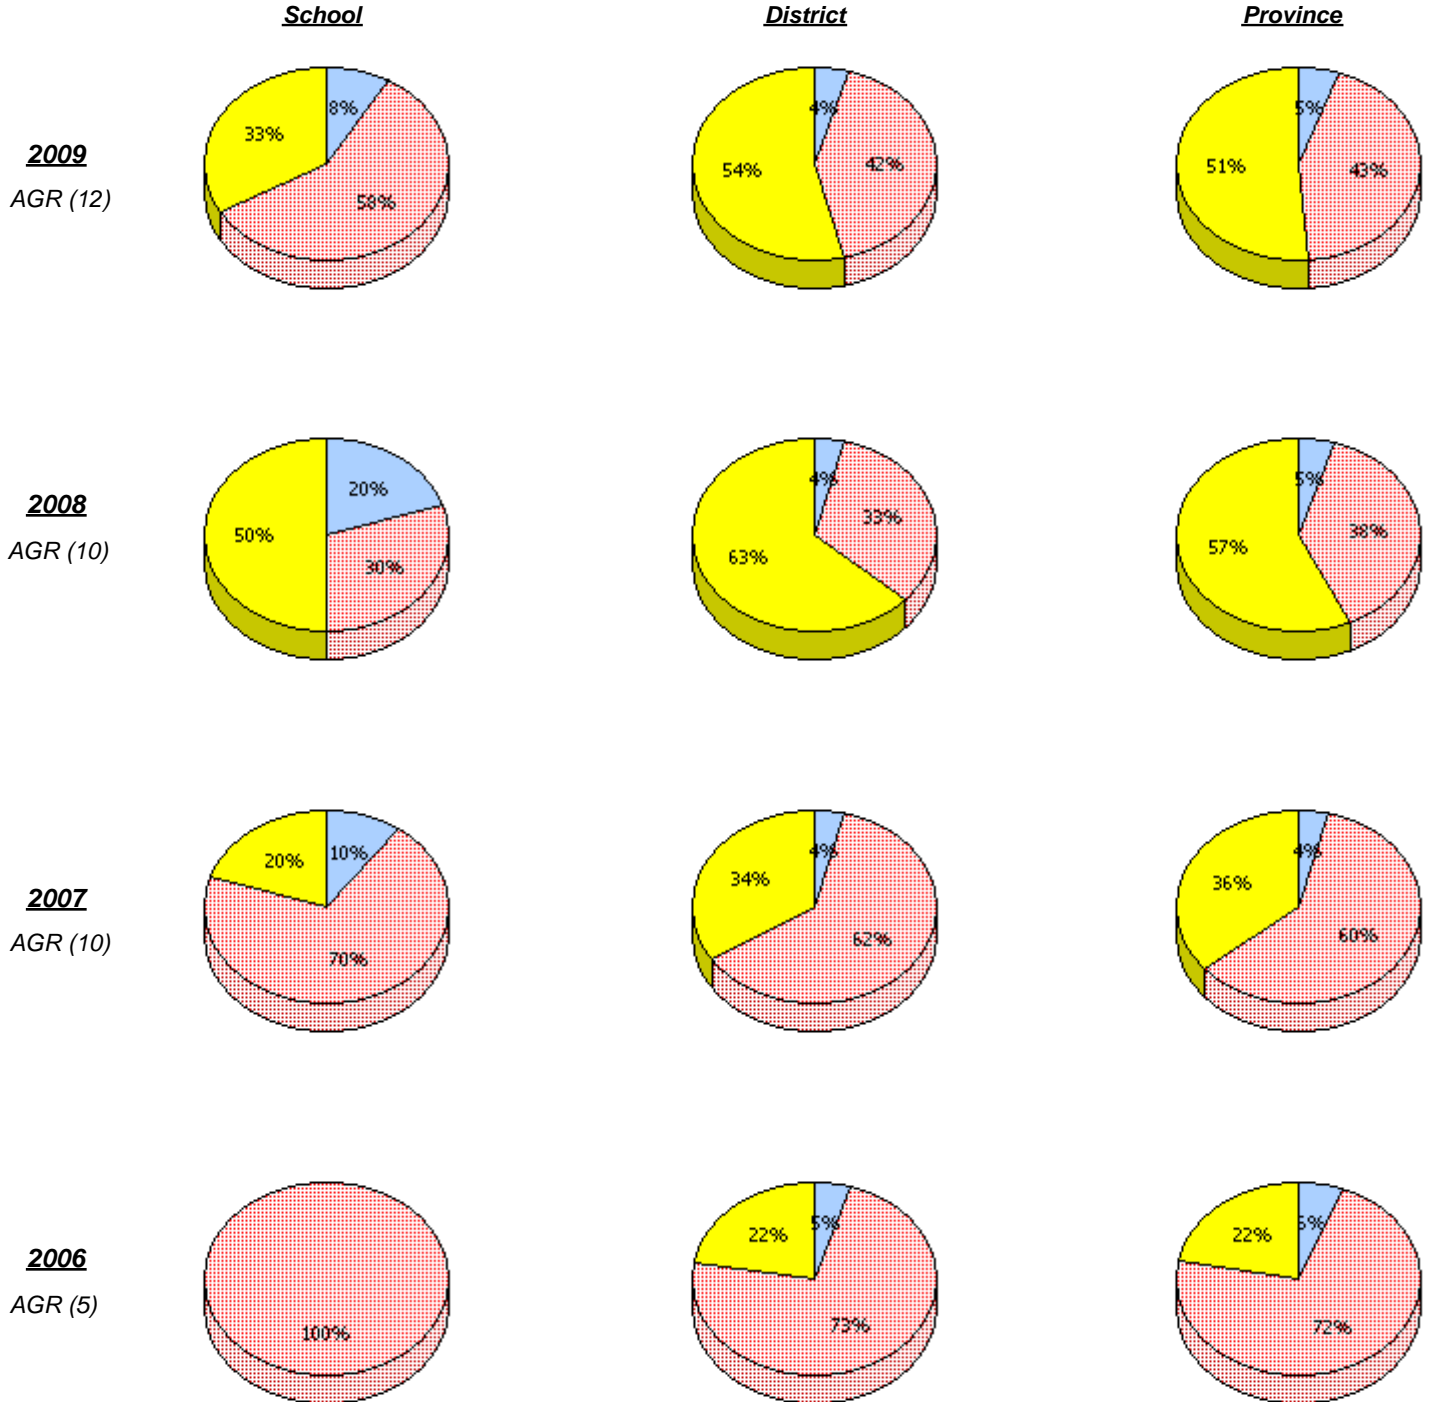 School District Province
8% 4% 5%
33% 54% 42% 51% 43%
2009
AGR (12)
58%
20% 4% 5%
2008
50% 33% 38%
AGR (10)
30% 63% 57%
20% 10% 34% 4% 36% 4%
2007
AGR (10)
70% 62% 60%
22% 5% 22%
2006
AGR (5)
100% 73% 72%